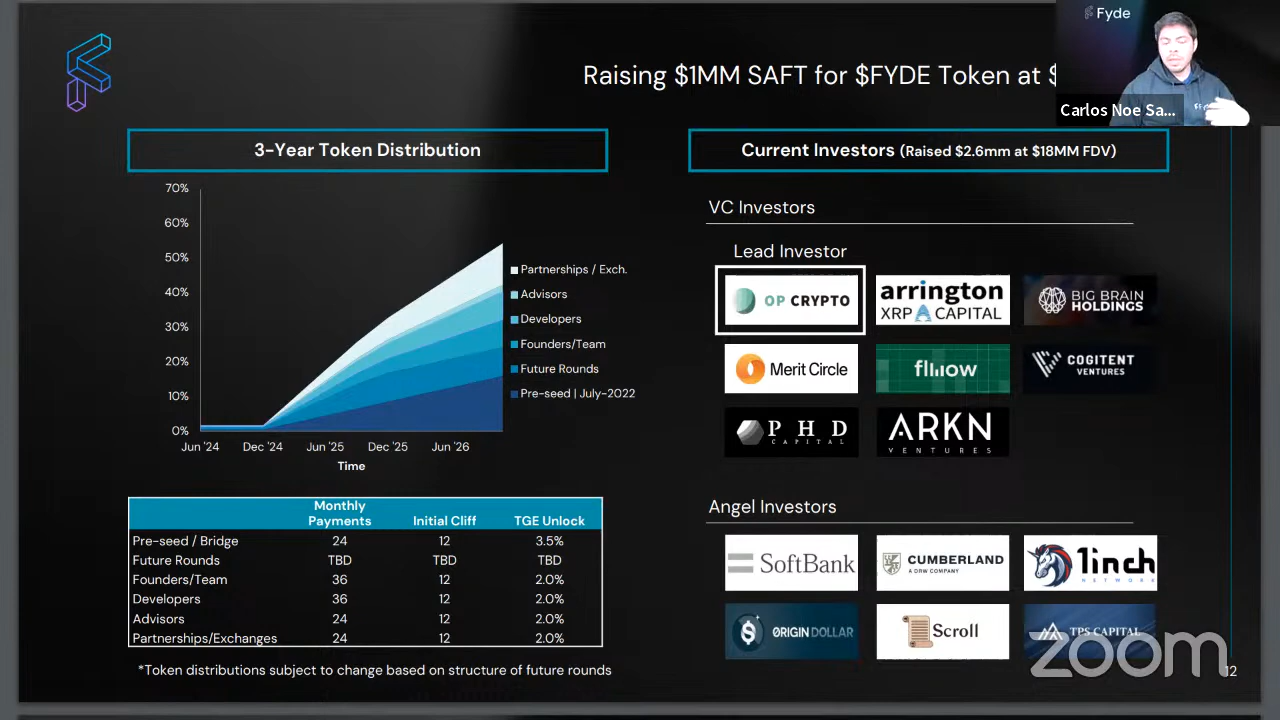 Fyde
Carlos Noe Sa...
Raising $1MM SAFT for $FYDE Token at $
3-Year Token Distribution
70%
60%
50%
40%
30%
20%
10%
0%
Jun '24
Dec '24
Jun '25
Dec '25
Jun '26
Time
Partnerships / Exch.
Advisors
Developers
Founders/Team
Future Rounds
Pre-seed | July-2022
Monthly
Payments Initial Cliff TGE Unlock
Pre-seed / Bridge 24 12 3.5%
Future Rounds TBD TBD TBD
Founders/Team 36 12 2.0%
Developers 36 12 2.0%
Advisors 24 12 2.0%
Partnerships/Exchanges 24 12 2.0%
*Token distributions subject to change based on structure of future rounds
Current Investors (Raised $2.6mm at $18MM FDV)
VC Investors
Lead Investor
OP CRYPTO
arrington
XRP CAPITAL
BIG BRAIN
HOLDINGS
Merit Circle
flow
COGITENT
VENTURES
PHD
CAPITAL
ARKN
VENTURES
Angel Investors
SoftBank
CUMBERLAND
A DRW COMPANY
1inch
NETWORK
ORIGIN DOLLAR
Scroll
TPS CAPITAL
zoom
12